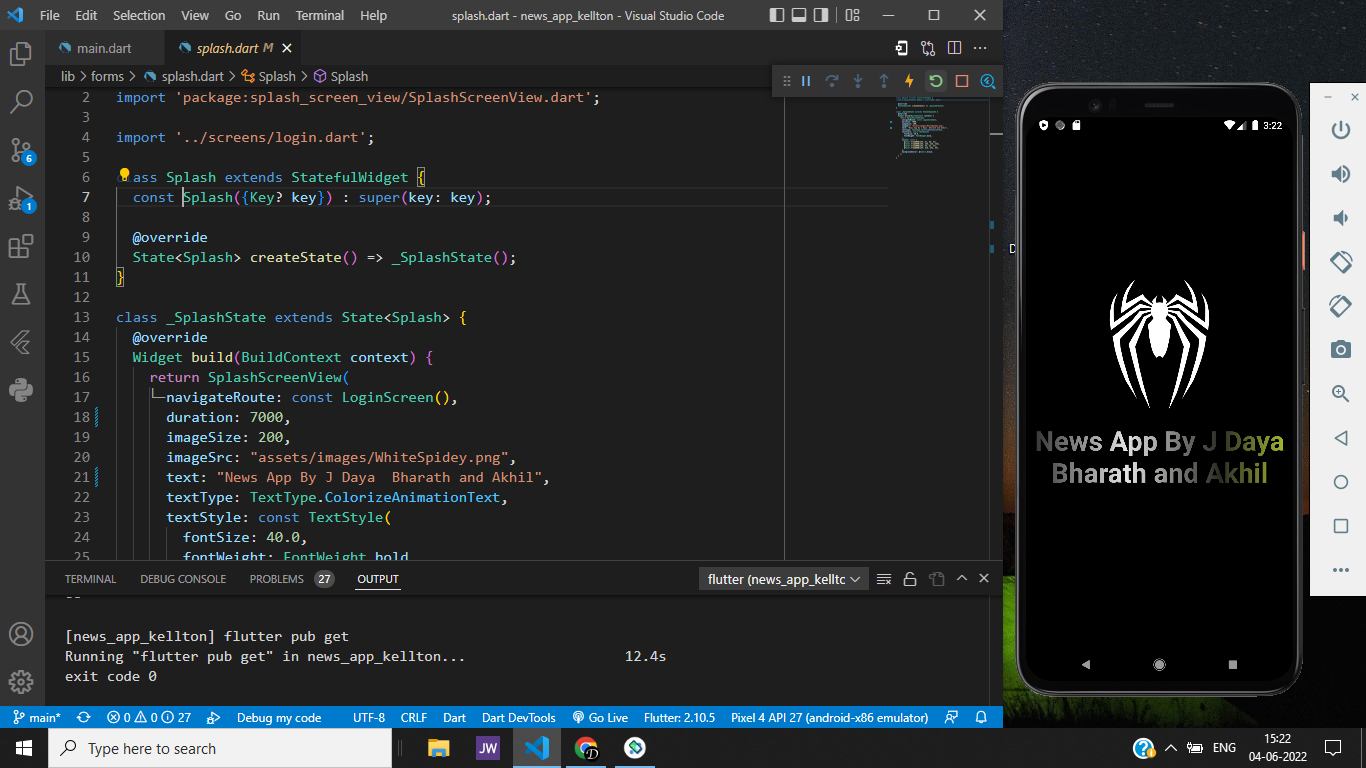 File Edit Selection View Go Run Terminal Help splash.dart - news_app_kellton - Visual Studio Code
main.dart splash.dart M
lib > forms > splash.dart > Splash > Splash
2 import 'package:splash_screen_view/SplashScreenView.dart';
3
4 import '../screens/login.dart';
5
6 ass Splash extends StatefulWidget {
7 const Splash({Key? key}) : super(key: key);
8
9 @override
10 State<Splash> createState() => _SplashState();
11 }
12
13 class _SplashState extends State<Splash> {
14 @override
15 Widget build(BuildContext context) {
16 return SplashScreenView(
17 navigateRoute: const LoginScreen(),
18 duration: 7000,
19 imageSize: 200,
20 imageSrc: "assets/images/WhiteSpidey.png",
21 text: "News App By J Daya  Bharath and Akhil",
22 textType: TextType.ColorizeAnimationText,
23 textStyle: const TextStyle(
24 fontSize: 40.0,
25 fontWeight: FontWeight.bold
6
1
TERMINAL DEBUG CONSOLE PROBLEMS 27 OUTPUT
flutter (news_app_kelltc
[news_app_kellton] flutter pub get
Running "flutter pub get" in news_app_kellton... 12.4s
exit code 0
main* 0 0 27 Debug my code UTF-8 CRLF Dart Dart DevTools Go Live Flutter: 2.10.5 Pixel 4 API 27 (android-x86 emulator)
Type here to search
JW
D
ENG
15:22
04-06-2022
3:22
D
News App By J Daya
Bharath and Akhil